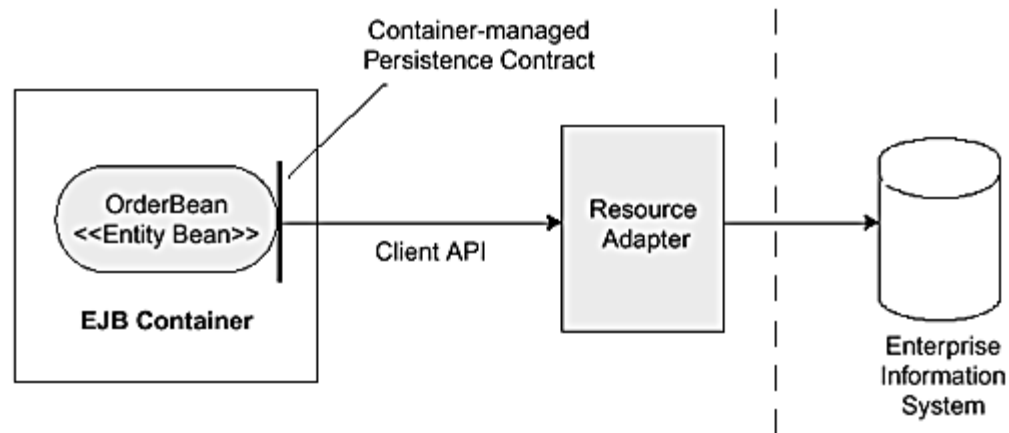 Container-managed
Persistence Contract
OrderBean
<<Entity Bean>>
EJB Container
Client API
Resource
Adapter
Enterprise
Information
System